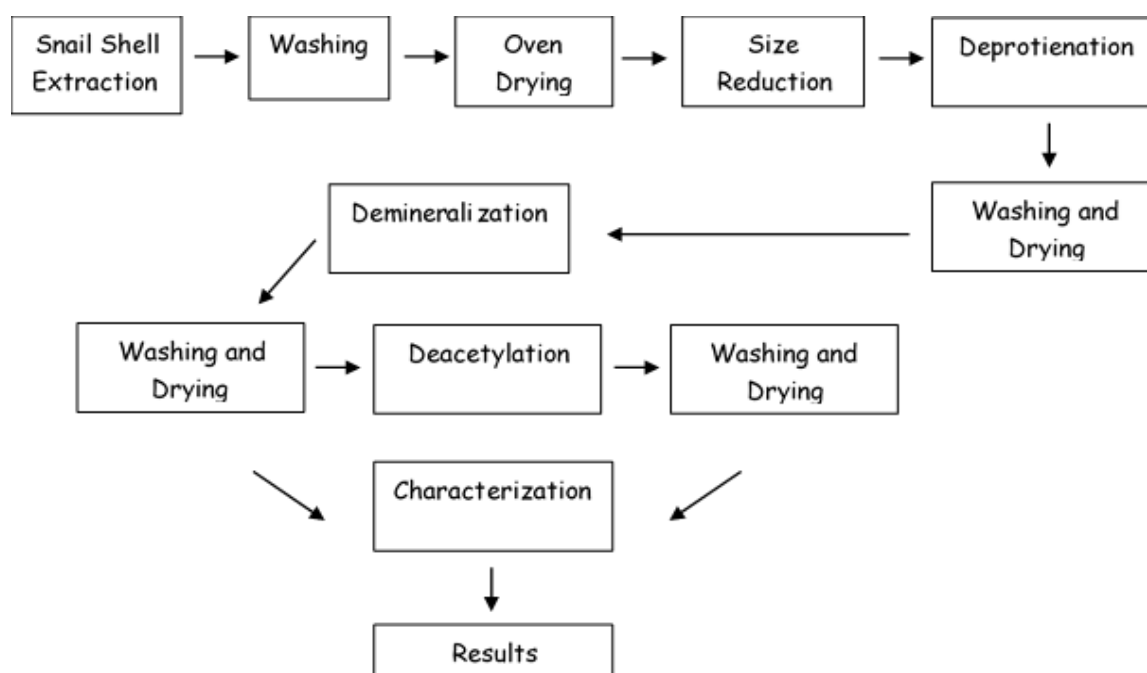 Snail Shell
Extraction
Washing
Oven
Drying
Size
Reduction
Deprotienation
Washing and
Drying
Demineralization
Washing and
Drying
Deacetylation
Washing and
Drying
Characterization
Results